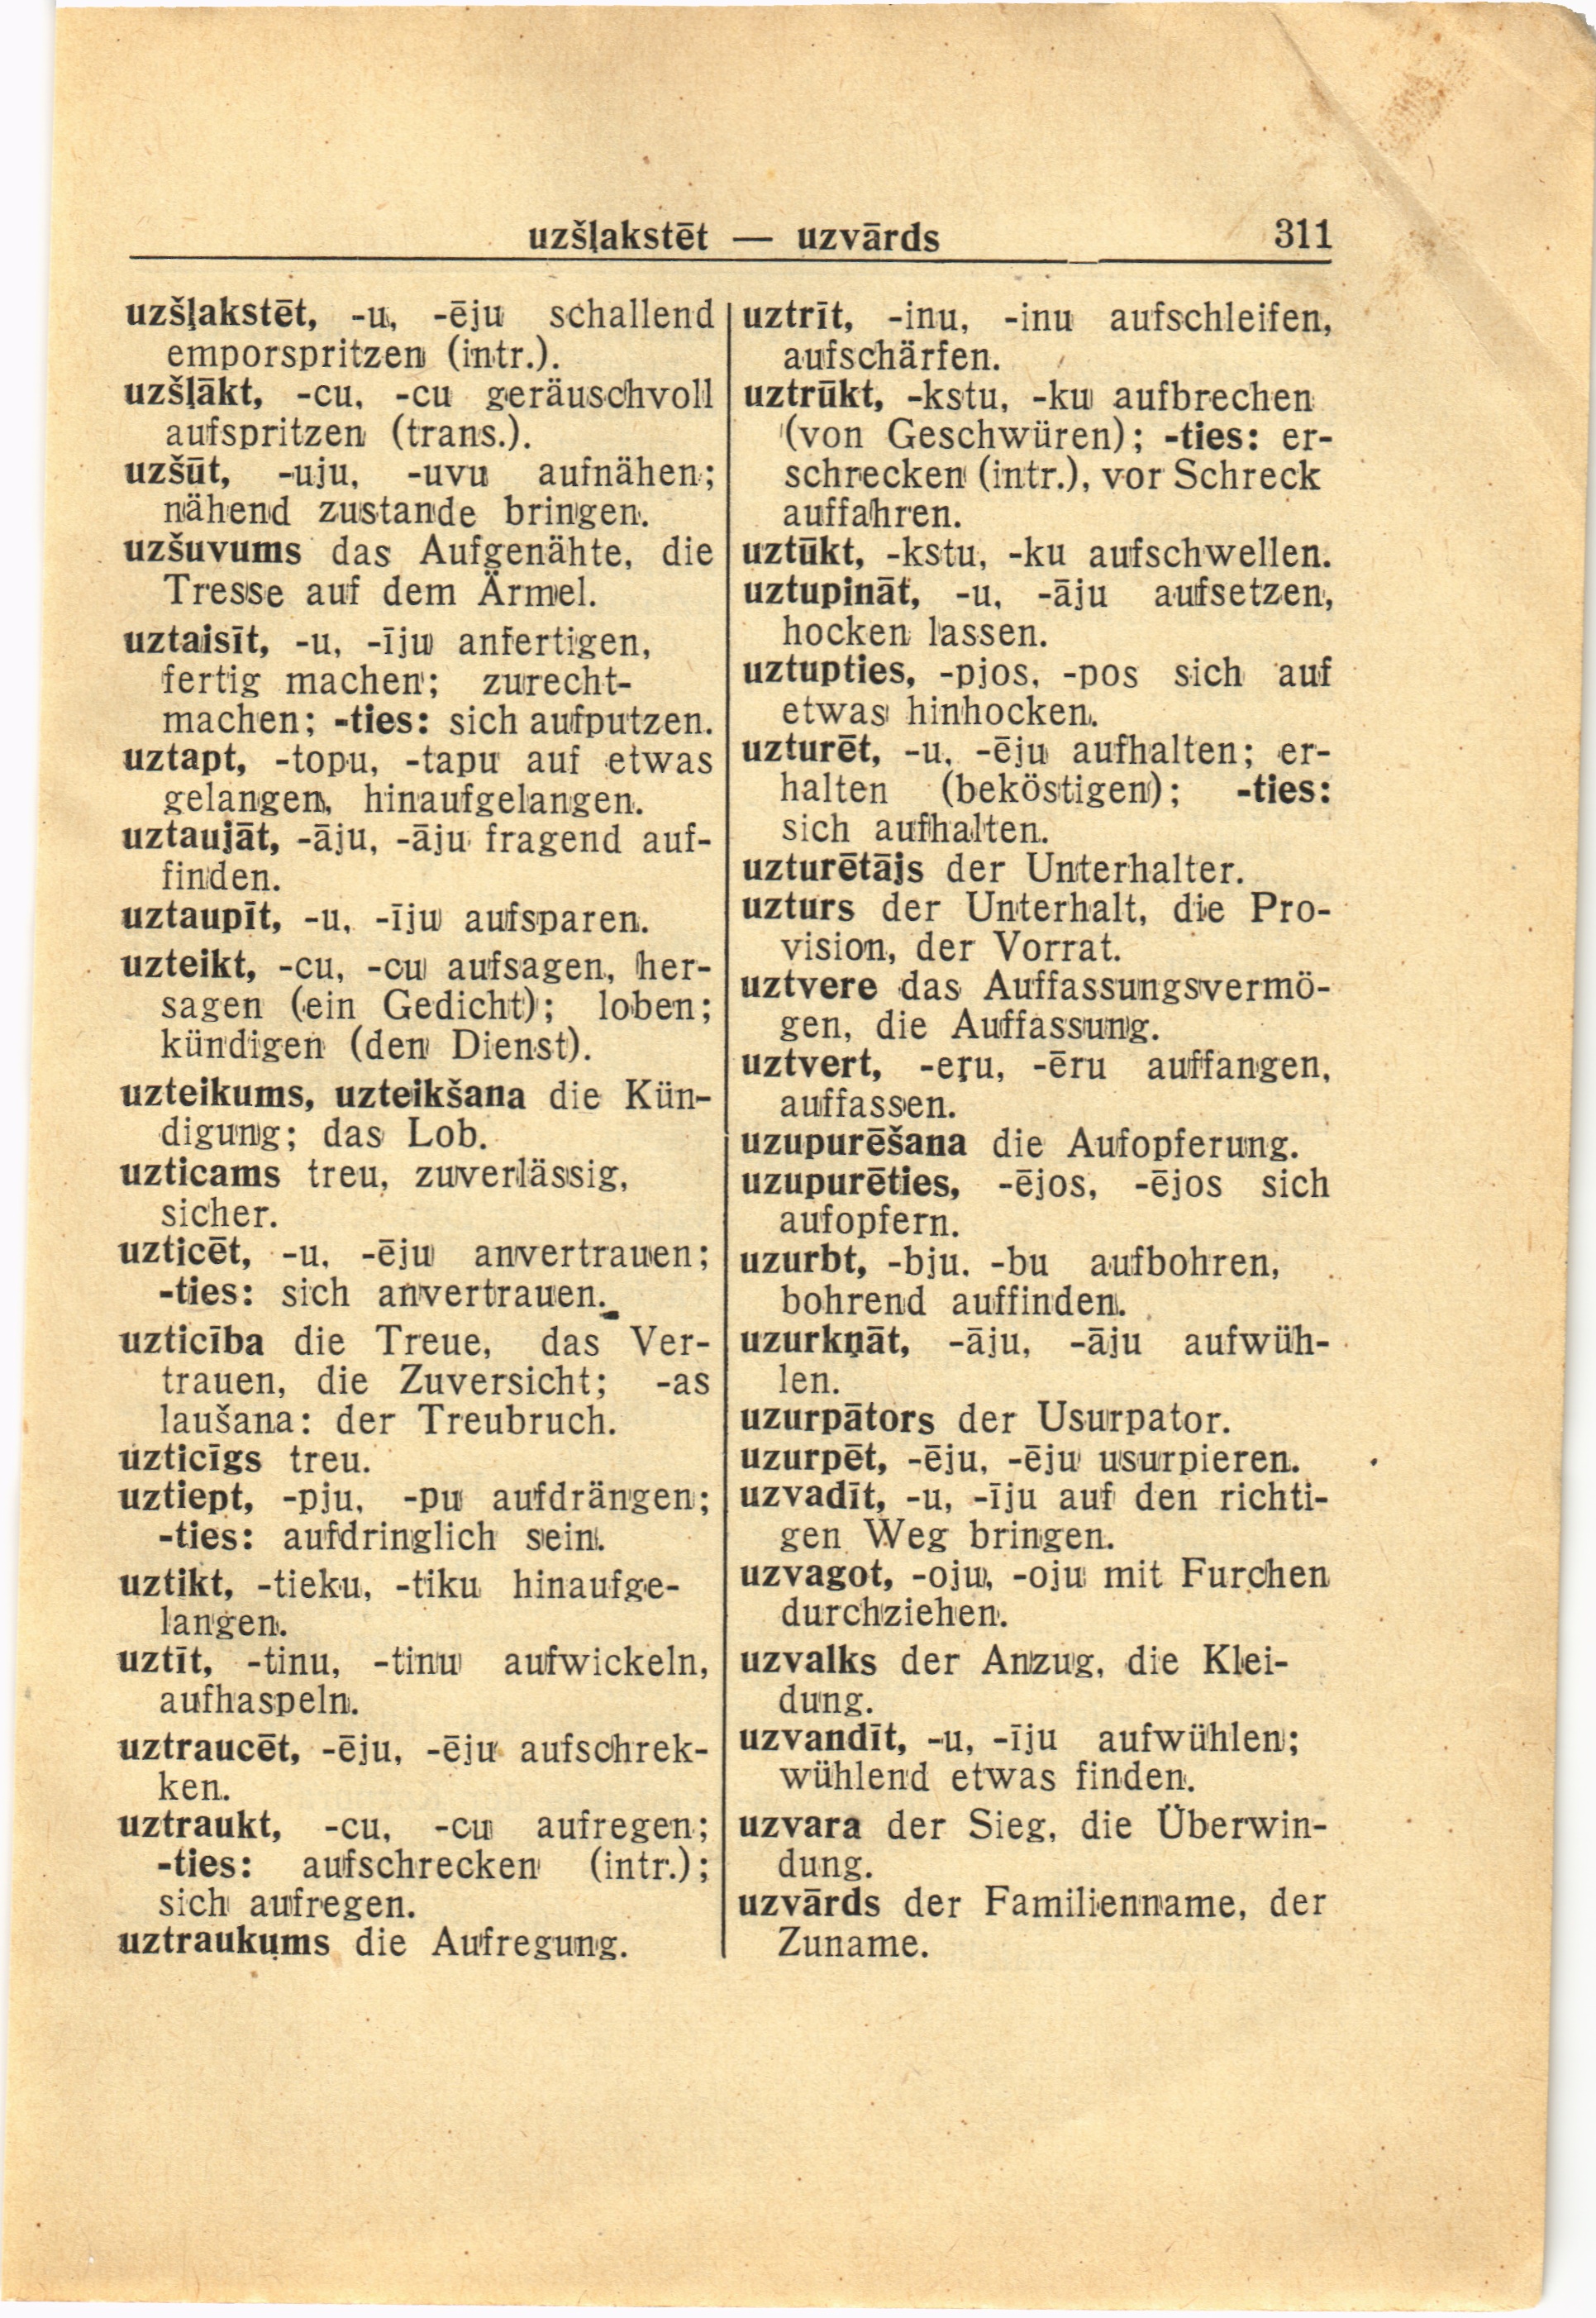 uzšļakstēt — uzvārds 311
uzšļakstēt, -u, -ēju schallend
emporspritzen (intr.).
uzšļākt, -cu, -cu geräuschvoll
aufspritzen (trans.).
uzšūt, -uju, -uvu aufnähen;
nähend zustande bringen.
uzšuvums das Aufgenähte, die
Tresse auf dem Ärmel.
uztaisīt, -u, -īju anfertigen,
fertig machen; zurecht-
machen; -ties: sich aufputzen.
uztapt, -topu, -tapu auf etwas
gelangen, hinaufgelangen.
uztaujāt, -āju, -āju fragend auf-
finden.
uztaupīt, -u, -īju aufsparen.
uzteikt, -cu, -cu aufsagen, her-
sagen (ein Gedicht); loben;
kündigen (den Dienst).
uzteikums, uzteikšana die Kün-
digung; das Lob.
uzticams treu, zuverlässig,
sicher.
uzticēt, -u, -ēju anvertrauen;
-ties: sich anvertrauen.
uzticība die Treue, das Ver-
trauen, die Zuversicht; -as
laušana: der Treubruch.
uzticīgs treu.
uztiept, -pju, -pu aufdrängen;
-ties: aufdringlich sein.
uztikt, -tieku, -tiku hinaufge-
langen.
uztīt, -tinu, -tinu aufwickeln,
aufhaspeln.
uztraucēt, -ēju, -ēju aufschrek-
ken.
uztraukt, -cu, -cu aufregen;
-ties: aufschrecken (intr.);
sich aufregen.
uztraukums die Aufregung.
uztrīt, -inu, -inu aufschleifen,
aufschärfen.
uztrūkt, -kstu, -ku aufbrechen
(von Geschwüren); -ties: er-
schrecken (intr.), vor Schreck
auffahren.
uztūkt, -kstu, -ku aufschwellen.
uztupināt, -u, -āju aufsetzen,
hocken lassen.
uztupties, -pjos, -pos sich auf
etwas hinhocken.
uzturēt, -u, -ēju aufhalten; er-
halten (beköstigen); -ties:
sich aufhalten.
uzturētājs der Unterhalter.
uzturs der Unterhalt, die Pro-
vision, der Vorrat.
uztvere das Auffassungsvermö-
gen, die Auffassung.
uztvert, -eŗu, -ēru auffangen,
auffassen.
uzupurēšana die Aufopferung.
uzupurēties, -ējos, -ējos sich
aufopfern.
uzurbt, -bju, -bu aufbohren,
bohrend auffinden.
uzurkņāt, -āju, -āju aufwüh-
len.
uzurpātors der Usurpator.
uzurpēt, -ēju, -ēju usurpieren.
uzvadīt, -u, -īju auf den richti-
gen Weg bringen.
uzvagot, -oju, -oju mit Furchen
durchziehen.
uzvalks der Anzug, die Klei-
dung.
uzvandīt, -u, -īju aufwühlen;
wühlend etwas finden.
uzvara der Sieg, die Überwin-
dung.
uzvārds der Familienname, der
Zuname.